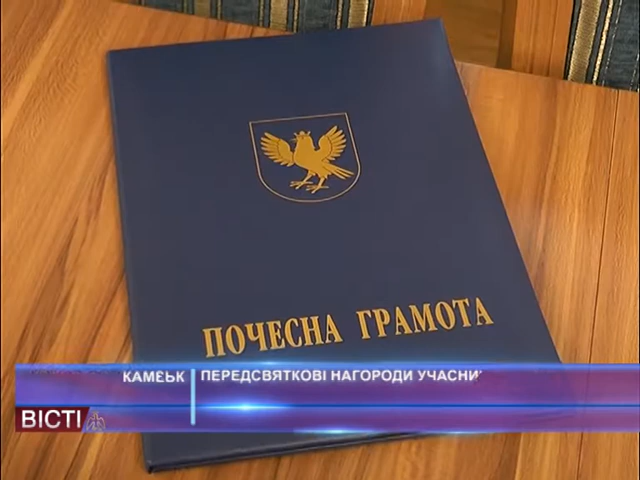 ПОЧЕСНА ГРАМОТА
ПЕРЕДСВЯТКОВІ НАГОРОДИ
ВІСТІ